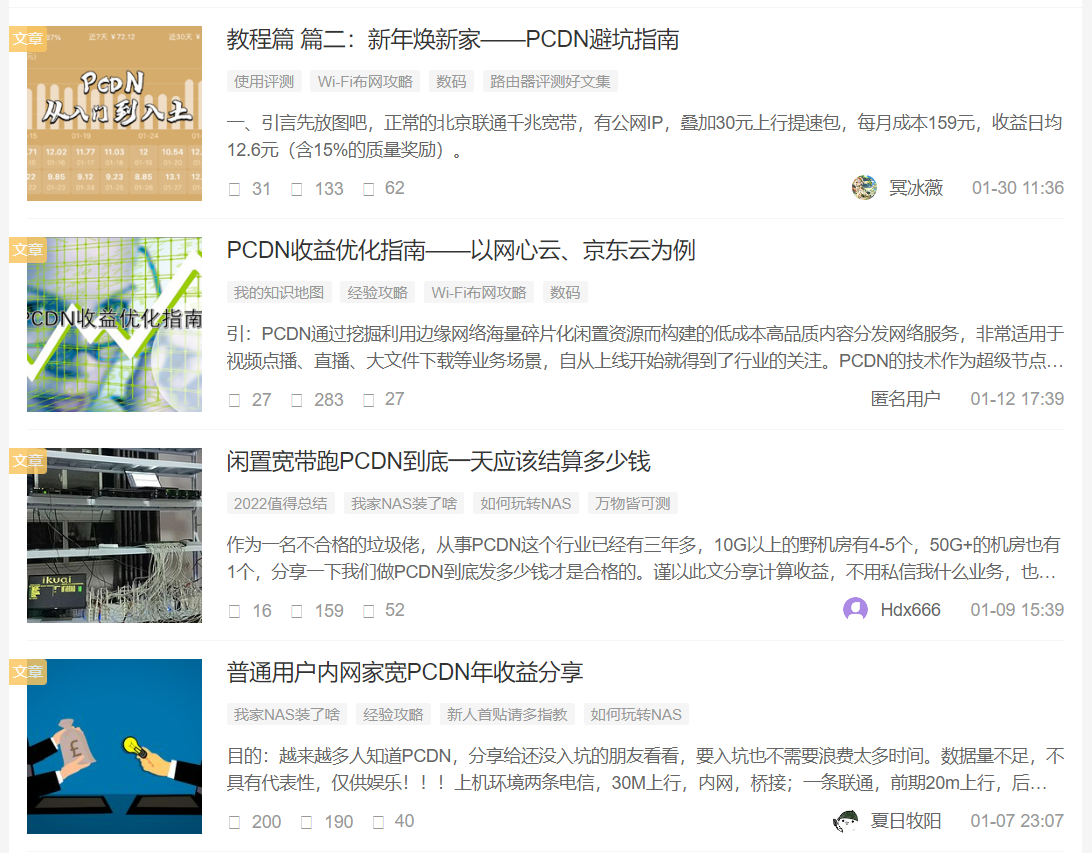 文章
教程篇 篇二：新年焕新家——PCDN避坑指南
使用评测 Wi-Fi布网攻略 数码 路由器评测好文集
PCDN
从入门到入土
一、引言先放图吧，正常的北京联通千兆宽带，有公网IP，叠加30元上行提速包，每月成本159元，收益日均
12.6元（含15%的质量奖励）。
31 133 62
冥冰薇 01-30 11:36
文章
PCDN收益优化指南——以网心云、京东云为例
我的知识地图 经验攻略 Wi-Fi布网攻略 数码
PCDN收益优化指南
引：PCDN通过挖掘利用边缘网络海量碎片化闲置资源而构建的低成本高品质内容分发网络服务，非常适用于
视频点播、直播、大文件下载等业务场景，自从上线开始就得到了行业的关注。PCDN的技术作为超级节点…
27 283 27
匿名用户 01-12 17:39
文章
闲置宽带跑PCDN到底一天应该结算多少钱
2022值得总结 我家NAS装了啥 如何玩转NAS 万物皆可测
作为一名不合格的垃圾佬，从事PCDN这个行业已经有三年多，10G以上的野机房有4-5个，50G+的机房也有
1个，分享一下我们做PCDN到底发多少钱才是合格的。谨以此文分享计算收益，不用私信我什么业务，也…
iKuai
16 159 52
Hdx666 01-09 15:39
文章
普通用户内网家宽PCDN年收益分享
我家NAS装了啥 经验攻略 新人首贴请多指教 如何玩转NAS
目的：越来越多人知道PCDN，分享给还没入坑的朋友看看，要入坑也不需要浪费太多时间。数据量不足，不
具有代表性，仅供娱乐！！！上机环境两条电信，30M上行，内网，桥接；一条联通，前期20m上行，后…
200 190 40
夏日牧阳 01-07 23:07